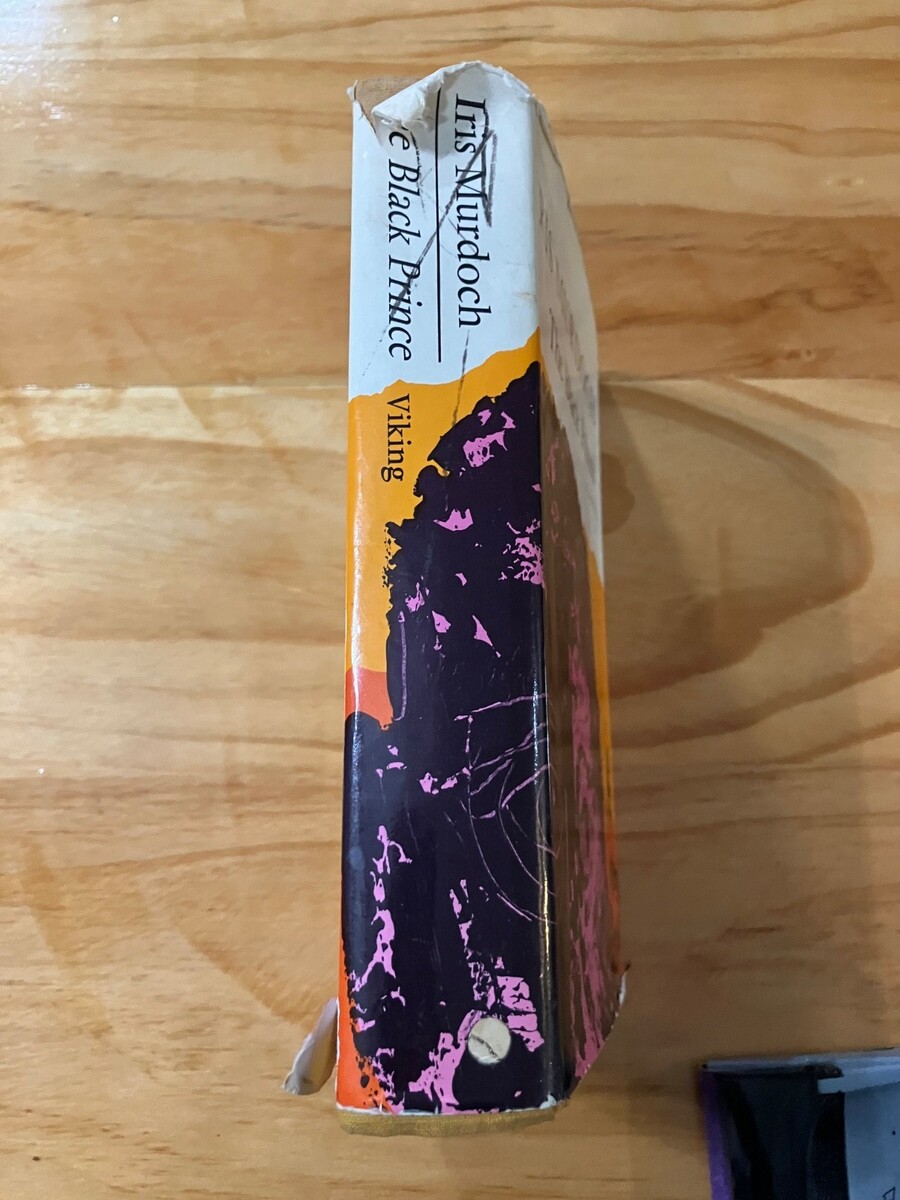 Iris Murdoch
e Black Prince
Viking